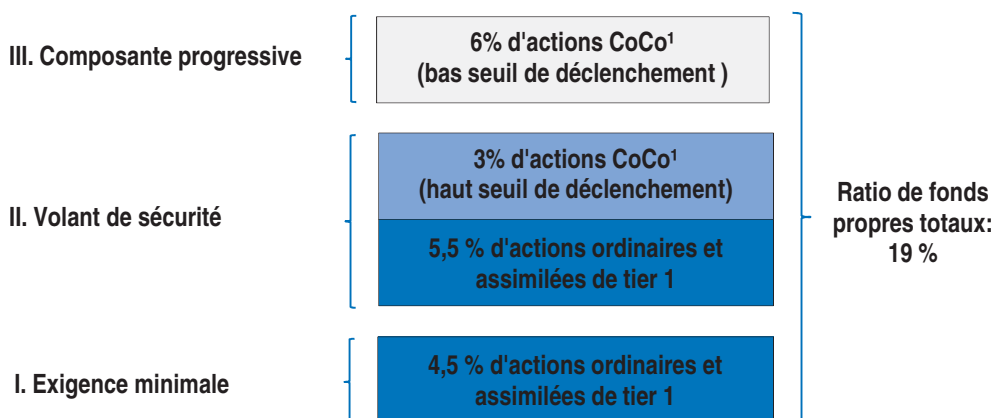 III. Composante progressive
6% d'actions CoCo¹
(bas seuil de déclenchement )
II. Volant de sécurité
3% d'actions CoCo¹
(haut seuil de déclenchement)
5,5 % d'actions ordinaires et
assimilées de tier 1
Ratio de fonds
propres totaux:
19 %
I. Exigence minimale
4,5 % d'actions ordinaires et
assimilées de tier 1